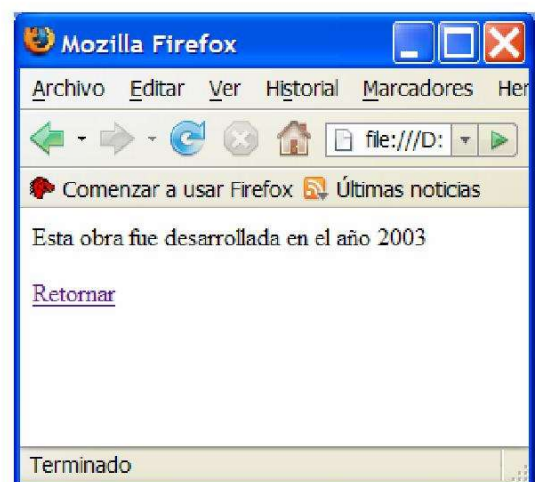 Mozilla Firefox
Archivo Editar Ver Historial Marcadores Her
file:///D:
Comenzar a usar Firefox Últimas noticias
Esta obra fue desarrollada en el año 2003
Retornar
Terminado